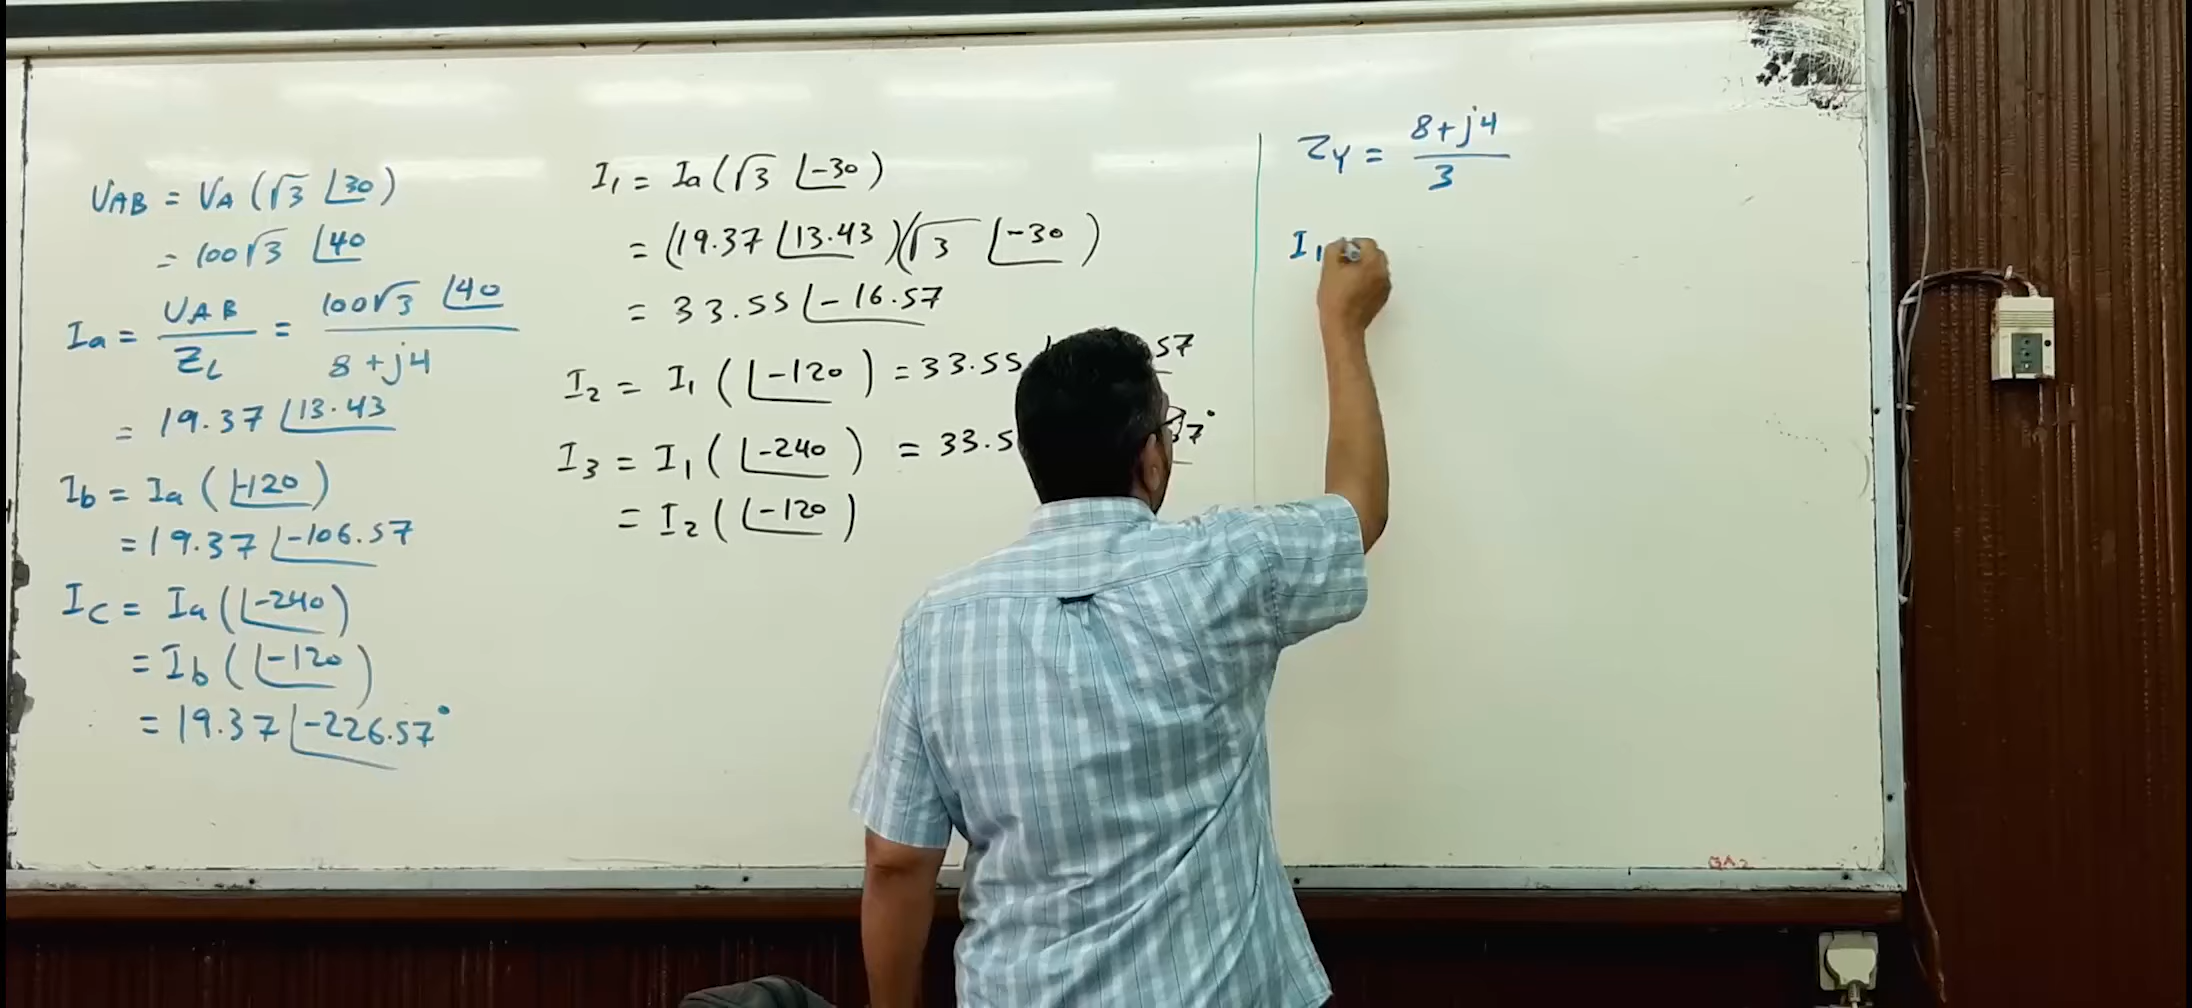 VAB = VA (√3 ∠30)
= 100√3 ∠40
Ia = VAB / ZL = 100√3 ∠40 / 8 + j4
= 19.37 ∠13.43
Ib = Ia (∠-120)
= 19.37 ∠-106.57
Ic = Ia (∠-240)
= Ib (∠-120)
= 19.37 ∠-226.57°
I1 = Ia (√3 ∠-30)
= (19.37 ∠13.43)(√3 ∠-30)
= 33.55 ∠-16.57
I2 = I1 (∠-120) = 33.55 57
I3 = I1 (∠-240) = 33.5 37°
= I2 (∠-120)
ZY = 8 + j4 / 3
I1
GA2